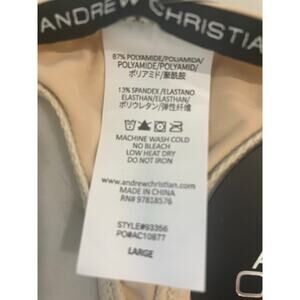 ANDREW CHRISTIAN
87% POLYAMIDE/POLIAMIDA/
POLYAMIDE/POLYAMID/
ポリアミド/聚酰胺
13% SPANDEX/ELASTANO
ELASTHAN/ELASTHAN/
ポリウレタン/弹性纤维
MACHINE WASH COLD
NO BLEACH
LOW HEAT DRY
DO NOT IRON
www.andrewchristian.com
MADE IN CHINA
RN# 97818576
STYLE#93356
PO#AC10877
LARGE